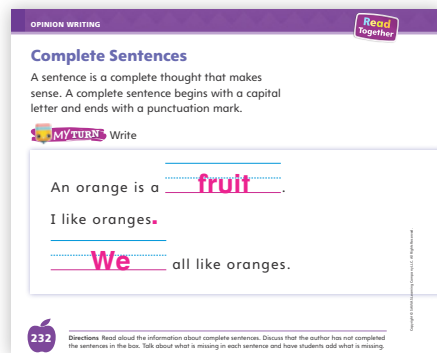 OPINION WRITING
Read
Together
Complete Sentences
A sentence is a complete thought that makes
sense. A complete sentence begins with a capital
letter and ends with a punctuation mark.
MY TURN Write
An orange is a fruit.
I like oranges.
We all like oranges.
232
Directions Read aloud the information about complete sentences. Discuss that the author has not completed
the sentences in the box. Talk about what is missing in each sentence and have students add what is missing.